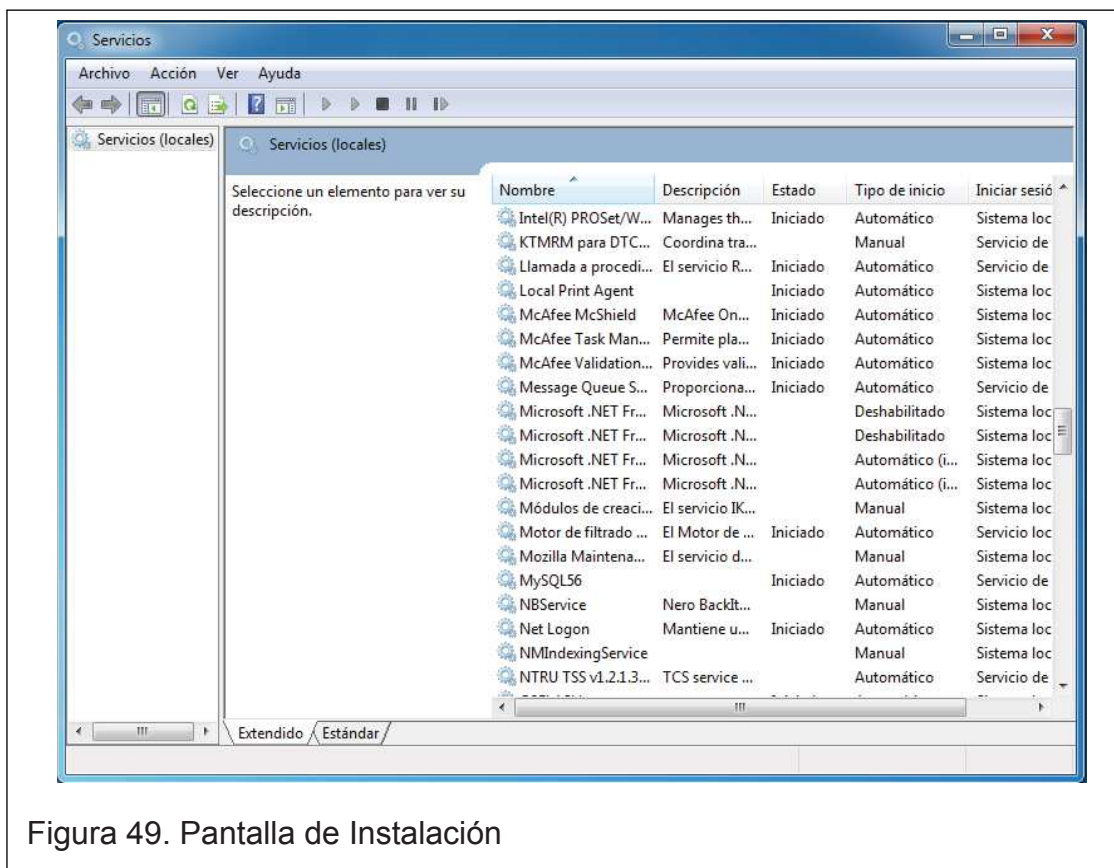 Servicios
Archivo Acción Ver Ayuda
Servicios (locales)
Servicios (locales)
Seleccione un elemento para ver su
descripción.
Nombre Descripción Estado Tipo de inicio Iniciar sesió
Intel(R) PROSet/W... Manages th... Iniciado Automático Sistema loc
KTMRM para DTC... Coordina tra... Manual Servicio de
Llamada a procedi... El servicio R... Iniciado Automático Servicio de
Local Print Agent Iniciado Automático Sistema loc
McAfee McShield McAfee On... Iniciado Automático Sistema loc
McAfee Task Man... Permite pla... Iniciado Automático Sistema loc
McAfee Validation... Provides vali... Iniciado Automático Sistema loc
Message Queue S... Proporciona... Iniciado Automático Servicio de
Microsoft .NET Fr... Microsoft .N... Deshabilitado Sistema loc
Microsoft .NET Fr... Microsoft .N... Deshabilitado Sistema loc
Microsoft .NET Fr... Microsoft .N... Automático (i... Sistema loc
Microsoft .NET Fr... Microsoft .N... Automático (i... Sistema loc
Módulos de creaci... El servicio IK... Manual Sistema loc
Motor de filtrado ... El Motor de ... Iniciado Automático Servicio loc
Mozilla Maintena... El servicio d... Manual Sistema loc
MySQL56 Iniciado Automático Servicio de
NBService Nero BackIt... Manual Sistema loc
Net Logon Mantiene u... Iniciado Automático Sistema loc
NMIndexingService Manual Sistema loc
NTRU TSS v1.2.1.3... TCS service ... Automático Servicio de
Extendido Estándar
Figura 49. Pantalla de Instalación